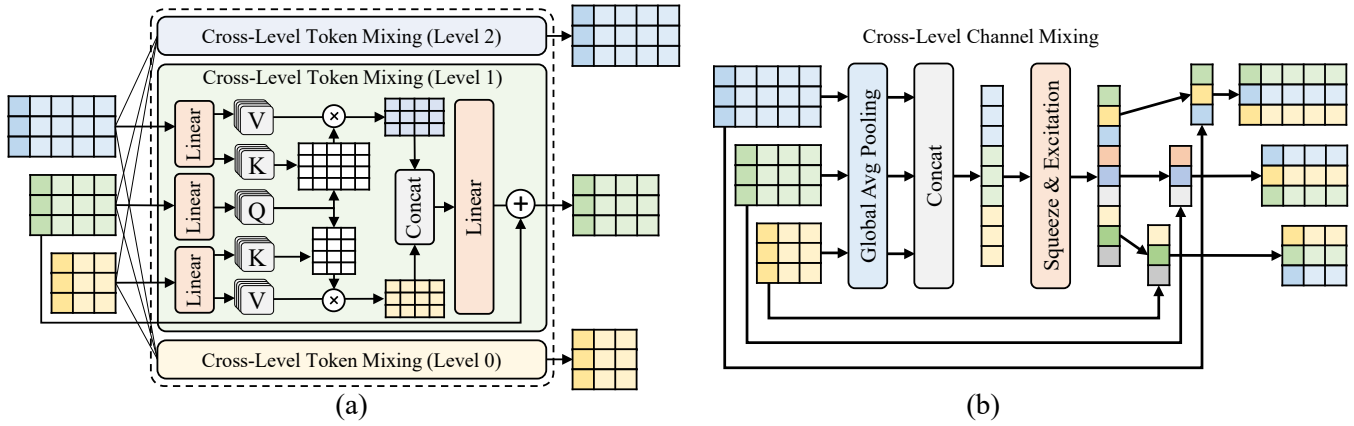 Cross-Level Token Mixing (Level 2)
Cross-Level Token Mixing (Level 1)
Linear
V
K
Linear
Q
Linear
K
V
×
×
Concat
Linear
+
Cross-Level Token Mixing (Level 0)
(a)
Cross-Level Channel Mixing
Global Avg Pooling
Concat
Squeeze & Excitation
(b)